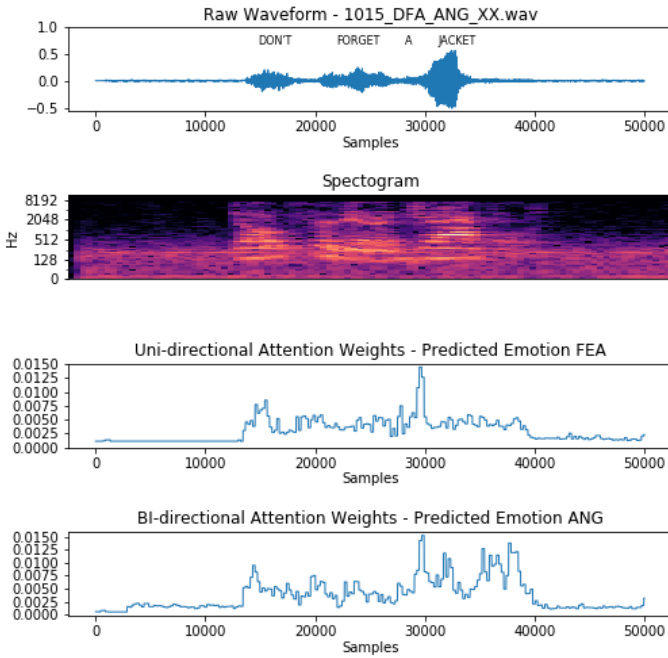 Raw Waveform - 1015_DFA_ANG_XX.wav
1.0
DON'T FORGET A JACKET
0.5
0.0
−0.5
0 10000 20000 30000 40000 50000
Samples
Spectogram
8192
2048
512
128
0
Hz
Uni-directional Attention Weights - Predicted Emotion FEA
0.0150
0.0125
0.0100
0.0075
0.0050
0.0025
0.0000
0 10000 20000 30000 40000 50000
Samples
BI-directional Attention Weights - Predicted Emotion ANG
0.0150
0.0125
0.0100
0.0075
0.0050
0.0025
0.0000
0 10000 20000 30000 40000 50000
Samples